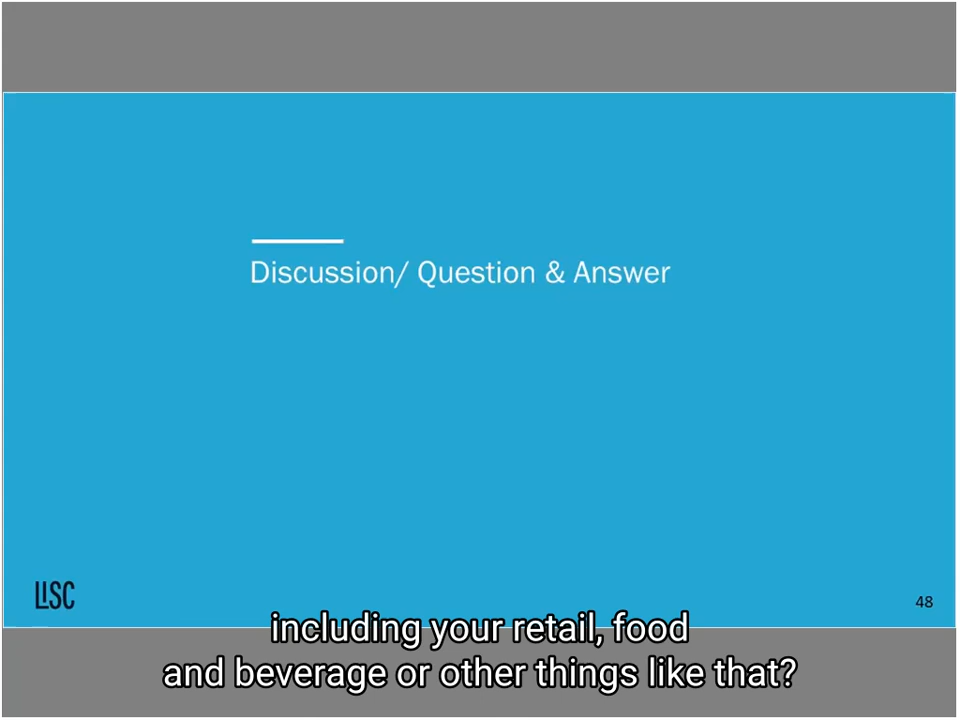 Discussion/ Question & Answer
LISC
48
including your retail, food
and beverage or other things like that?